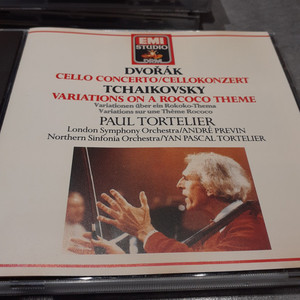 EMI
STUDIO
DRM
DVOŘÁK
CELLO CONCERTO/CELLOKONZERT
TCHAIKOVSKY
VARIATIONS ON A ROCOCO THEME
Variationen über ein Rokoko-Thema
Variations sur une Thème Rococo
PAUL TORTELIER
London Symphony Orchestra/ANDRÉ PREVIN
Northern Sinfonia Orchestra/YAN PASCAL TORTELIER